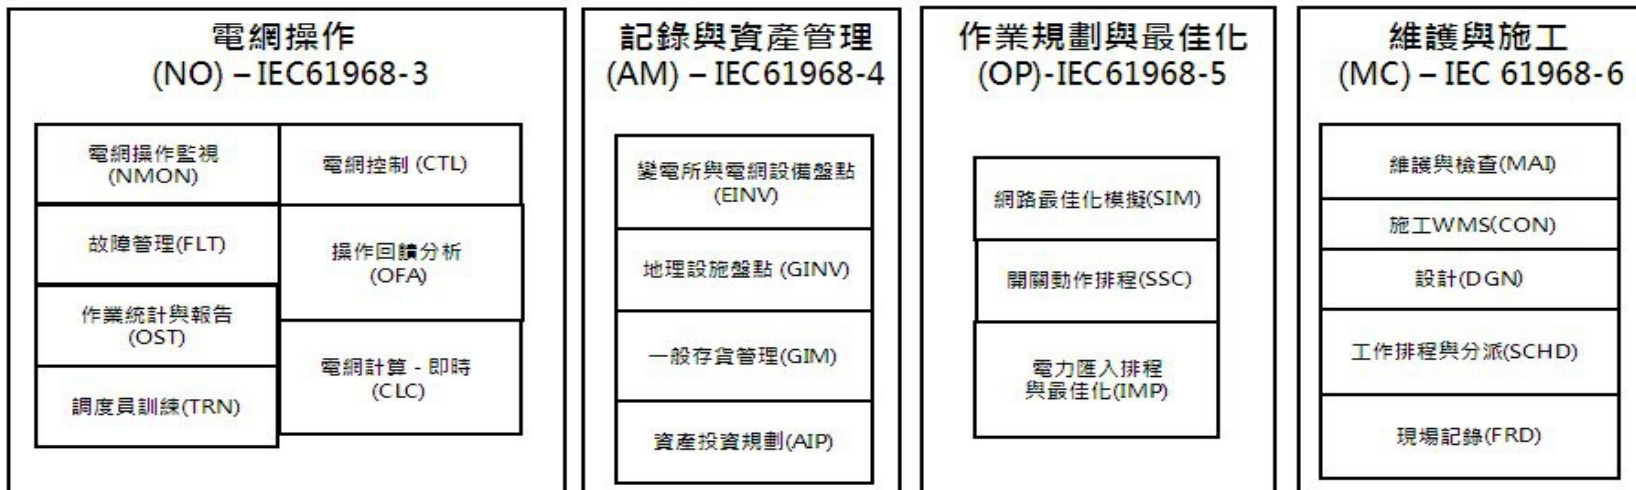 電網操作
(NO) – IEC61968-3
電網操作監視
(NMON)
電網控制 (CTL)
故障管理(FLT)
操作回饋分析
(OFA)
作業統計與報告
(OST)
電網計算 - 即時
(CLC)
調度員訓練(TRN)
記錄與資產管理
(AM) – IEC61968-4
變電所與電網設備盤點
(EINV)
地理設施盤點 (GINV)
一般存貨管理(GIM)
資產投資規劃(AIP)
作業規劃與最佳化
(OP)-IEC61968-5
網路最佳化模擬(SIM)
開關動作排程(SSC)
電力匯入排程
與最佳化(IMP)
維護與施工
(MC) – IEC 61968-6
維護與檢查(MAI)
施工WMS(CON)
設計(DGN)
工作排程與分派(SCHD)
現場記錄(FRD)